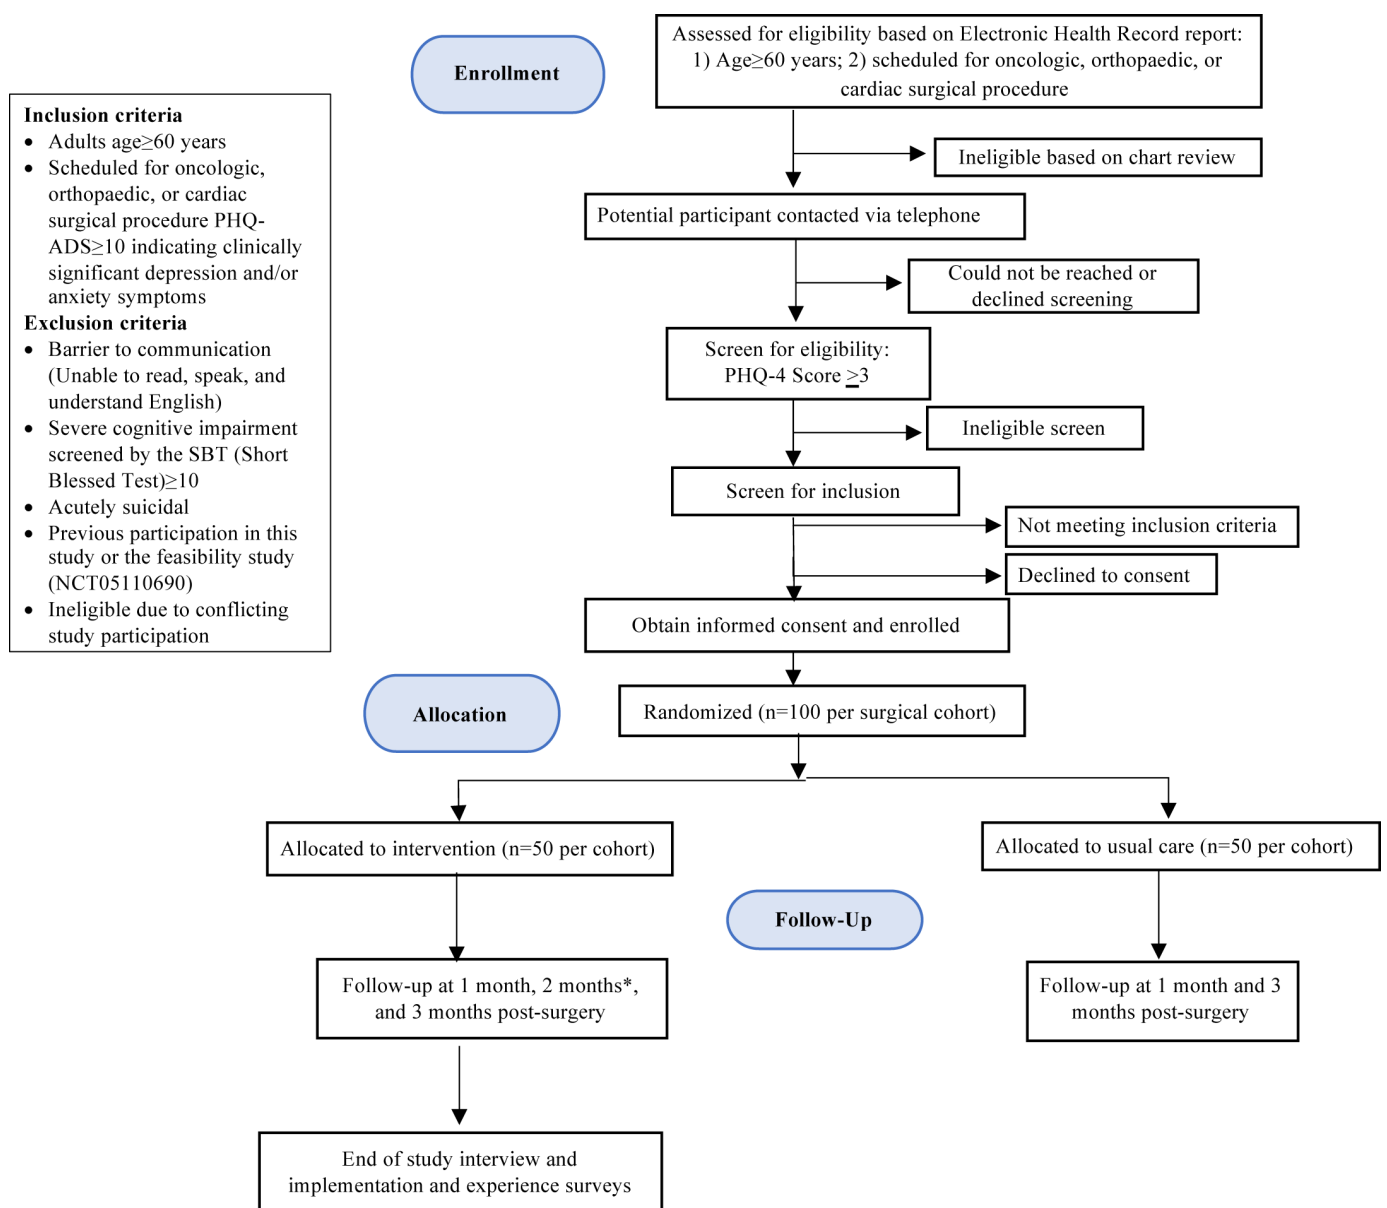 Assessed for eligibility based on Electronic Health Record report:
1) Age≥60 years; 2) scheduled for oncologic, orthopaedic, or
cardiac surgical procedure
Enrollment
Inclusion criteria
• Adults age≥60 years
• Scheduled for oncologic,
orthopaedic, or cardiac
surgical procedure PHQ-
ADS≥10 indicating clinically
significant depression and/or
anxiety symptoms
Exclusion criteria
• Barrier to communication
(Unable to read, speak, and
understand English)
• Severe cognitive impairment
screened by the SBT (Short
Blessed Test)≥10
• Acutely suicidal
• Previous participation in this
study or the feasibility study
(NCT05110690)
• Ineligible due to conflicting
study participation
Ineligible based on chart review
Potential participant contacted via telephone
Could not be reached or
declined screening
Screen for eligibility:
PHQ-4 Score ≥3
Ineligible screen
Screen for inclusion
Not meeting inclusion criteria
Declined to consent
Obtain informed consent and enrolled
Allocation
Randomized (n=100 per surgical cohort)
Allocated to intervention (n=50 per cohort)
Allocated to usual care (n=50 per cohort)
Follow-Up
Follow-up at 1 month, 2 months*,
and 3 months post-surgery
Follow-up at 1 month and 3
months post-surgery
End of study interview and
implementation and experience surveys